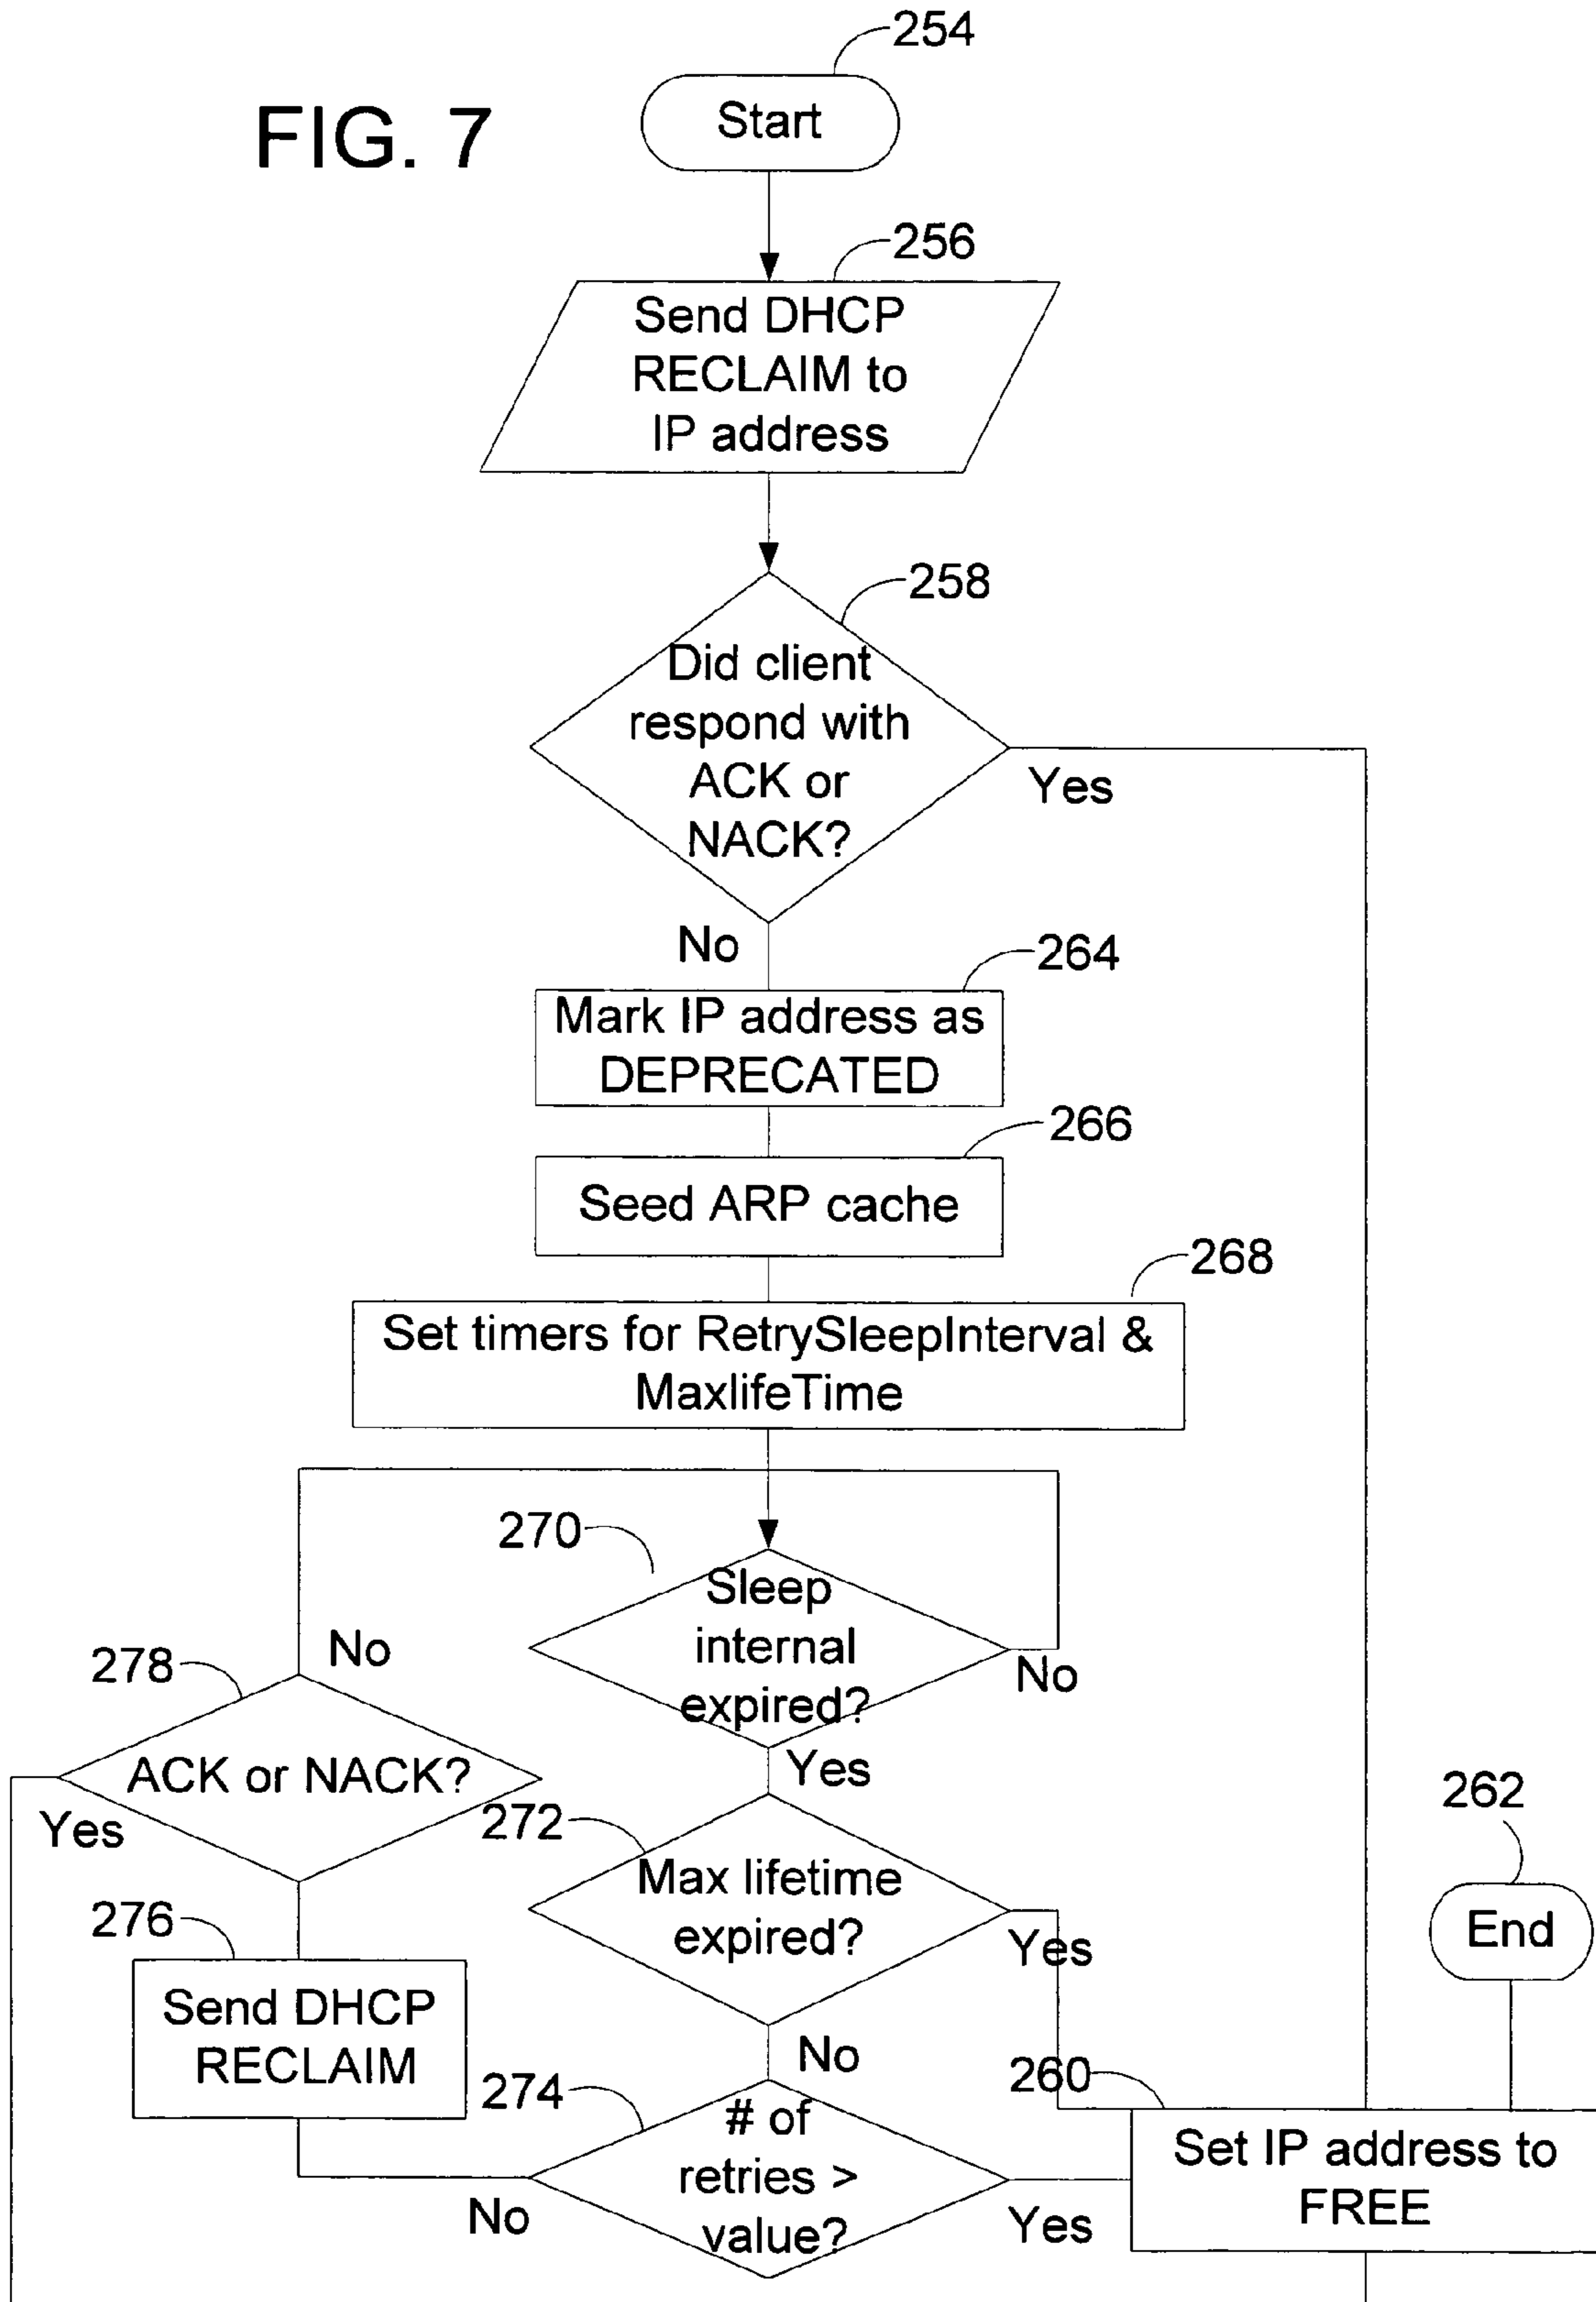 254
FIG. 7
Start
256
Send DHCP
RECLAIM to
IP address
258
Did client
respond with
ACK or
NACK?
Yes
No
264
Mark IP address as
DEPRECATED
266
Seed ARP cache
268
Set timers for RetrySleepInterval &
MaxlifeTime
270
Sleep
internal
expired?
No
Yes
278
No
ACK or NACK?
Yes
272
Max lifetime
expired?
Yes
No
262
End
276
Send DHCP
RECLAIM
274
# of
retries >
value?
No
Yes
260
Set IP address to
FREE